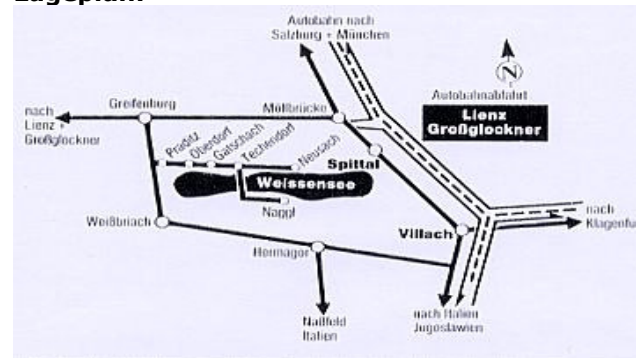 Lageplan:
Autobahn nach
Salzburg + München
N
Autobahnabfahrt
Lienz
Großglockner
nach
Lienz +
Großglockner
Greifenburg
Möllbrücke
Praditz
Oberdorf
Gatschach
Techendorf
Neusach
Spittal
Weissensee
Naggl
Weißbriach
Villach
nach
Klagenfu
Hermagor
Naßfeld
Italien
nach Italien
Jugoslawien